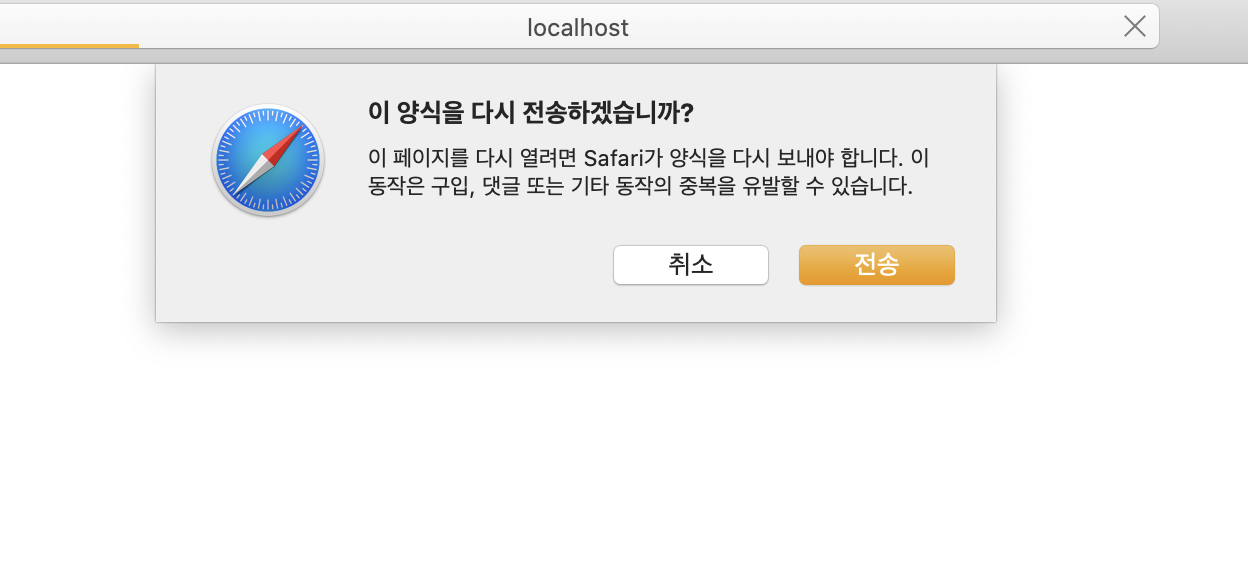 localhost
이 양식을 다시 전송하겠습니까?
이 페이지를 다시 열려면 Safari가 양식을 다시 보내야 합니다. 이
동작은 구입, 댓글 또는 기타 동작의 중복을 유발할 수 있습니다.
취소 전송